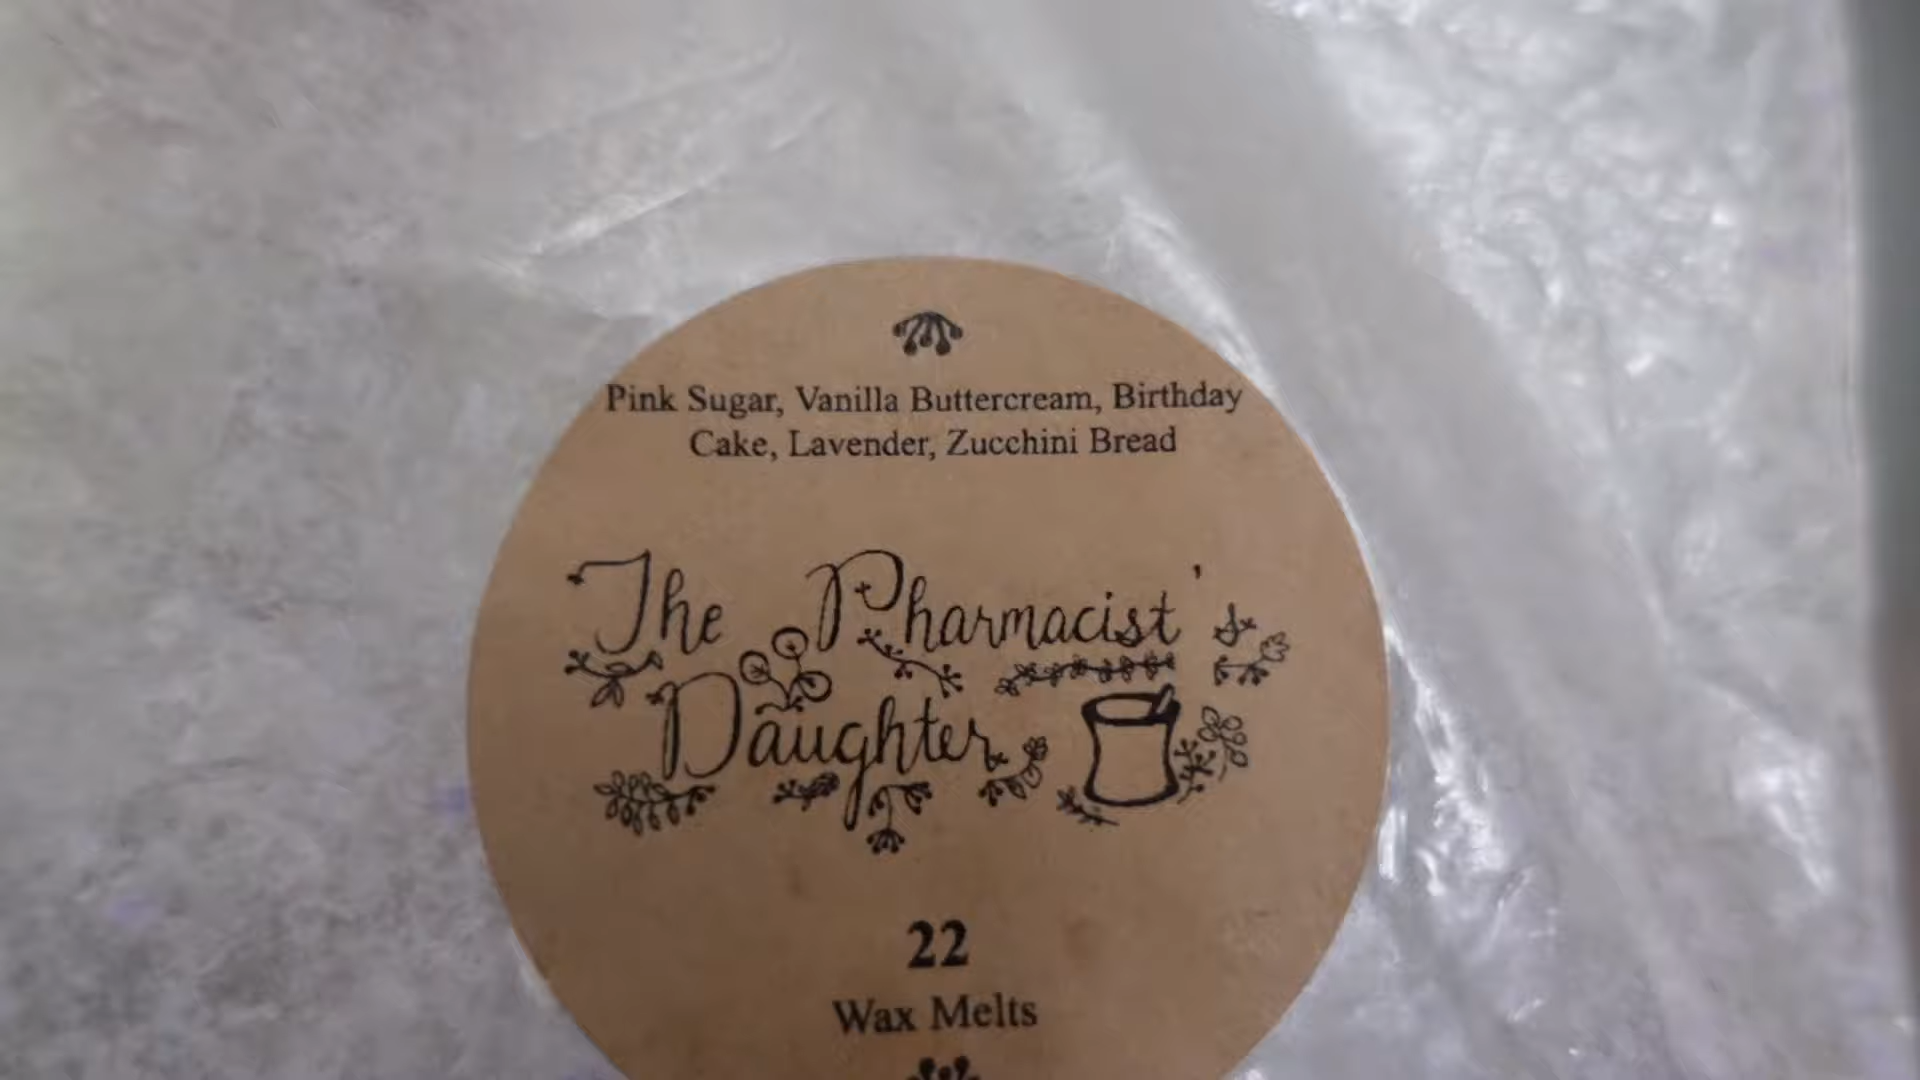 Pink Sugar, Vanilla Buttercream, Birthday
Cake, Lavender, Zucchini Bread
The Pharmacist's
Daughter
22
Wax Melts